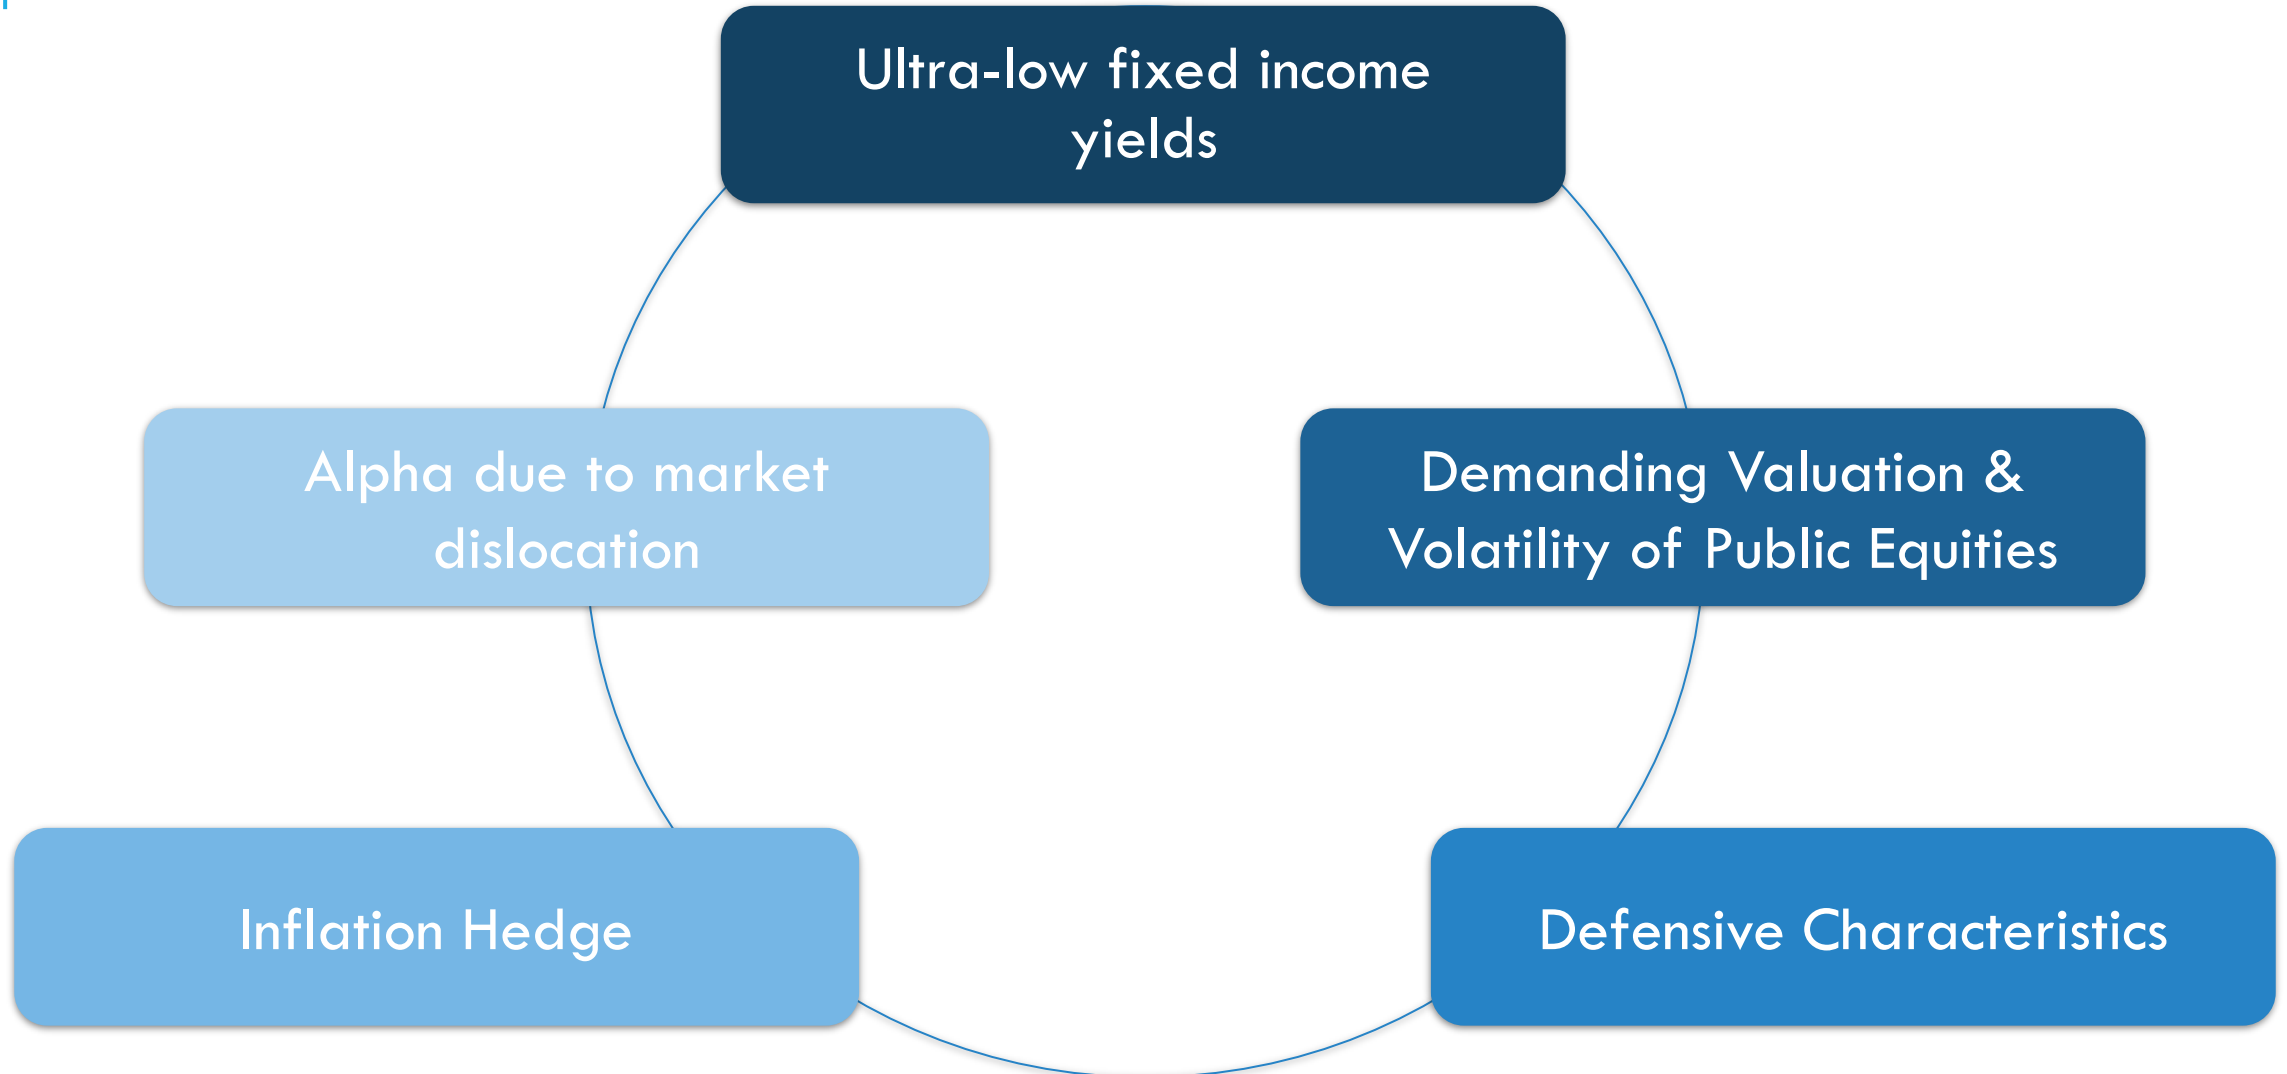 Ultra-low fixed income
yields
Alpha due to market
dislocation
Demanding Valuation &
Volatility of Public Equities
Inflation Hedge
Defensive Characteristics